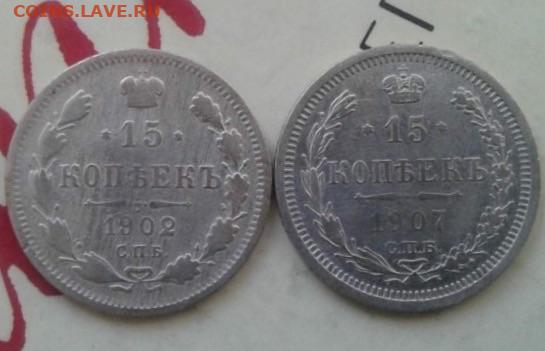 COINS.LAVE.RU
* 15 *
КОПѢЕКЪ
1902
С.П.Б.
* 15 *
КОПѢЕКЪ
1907
С.П.Б.